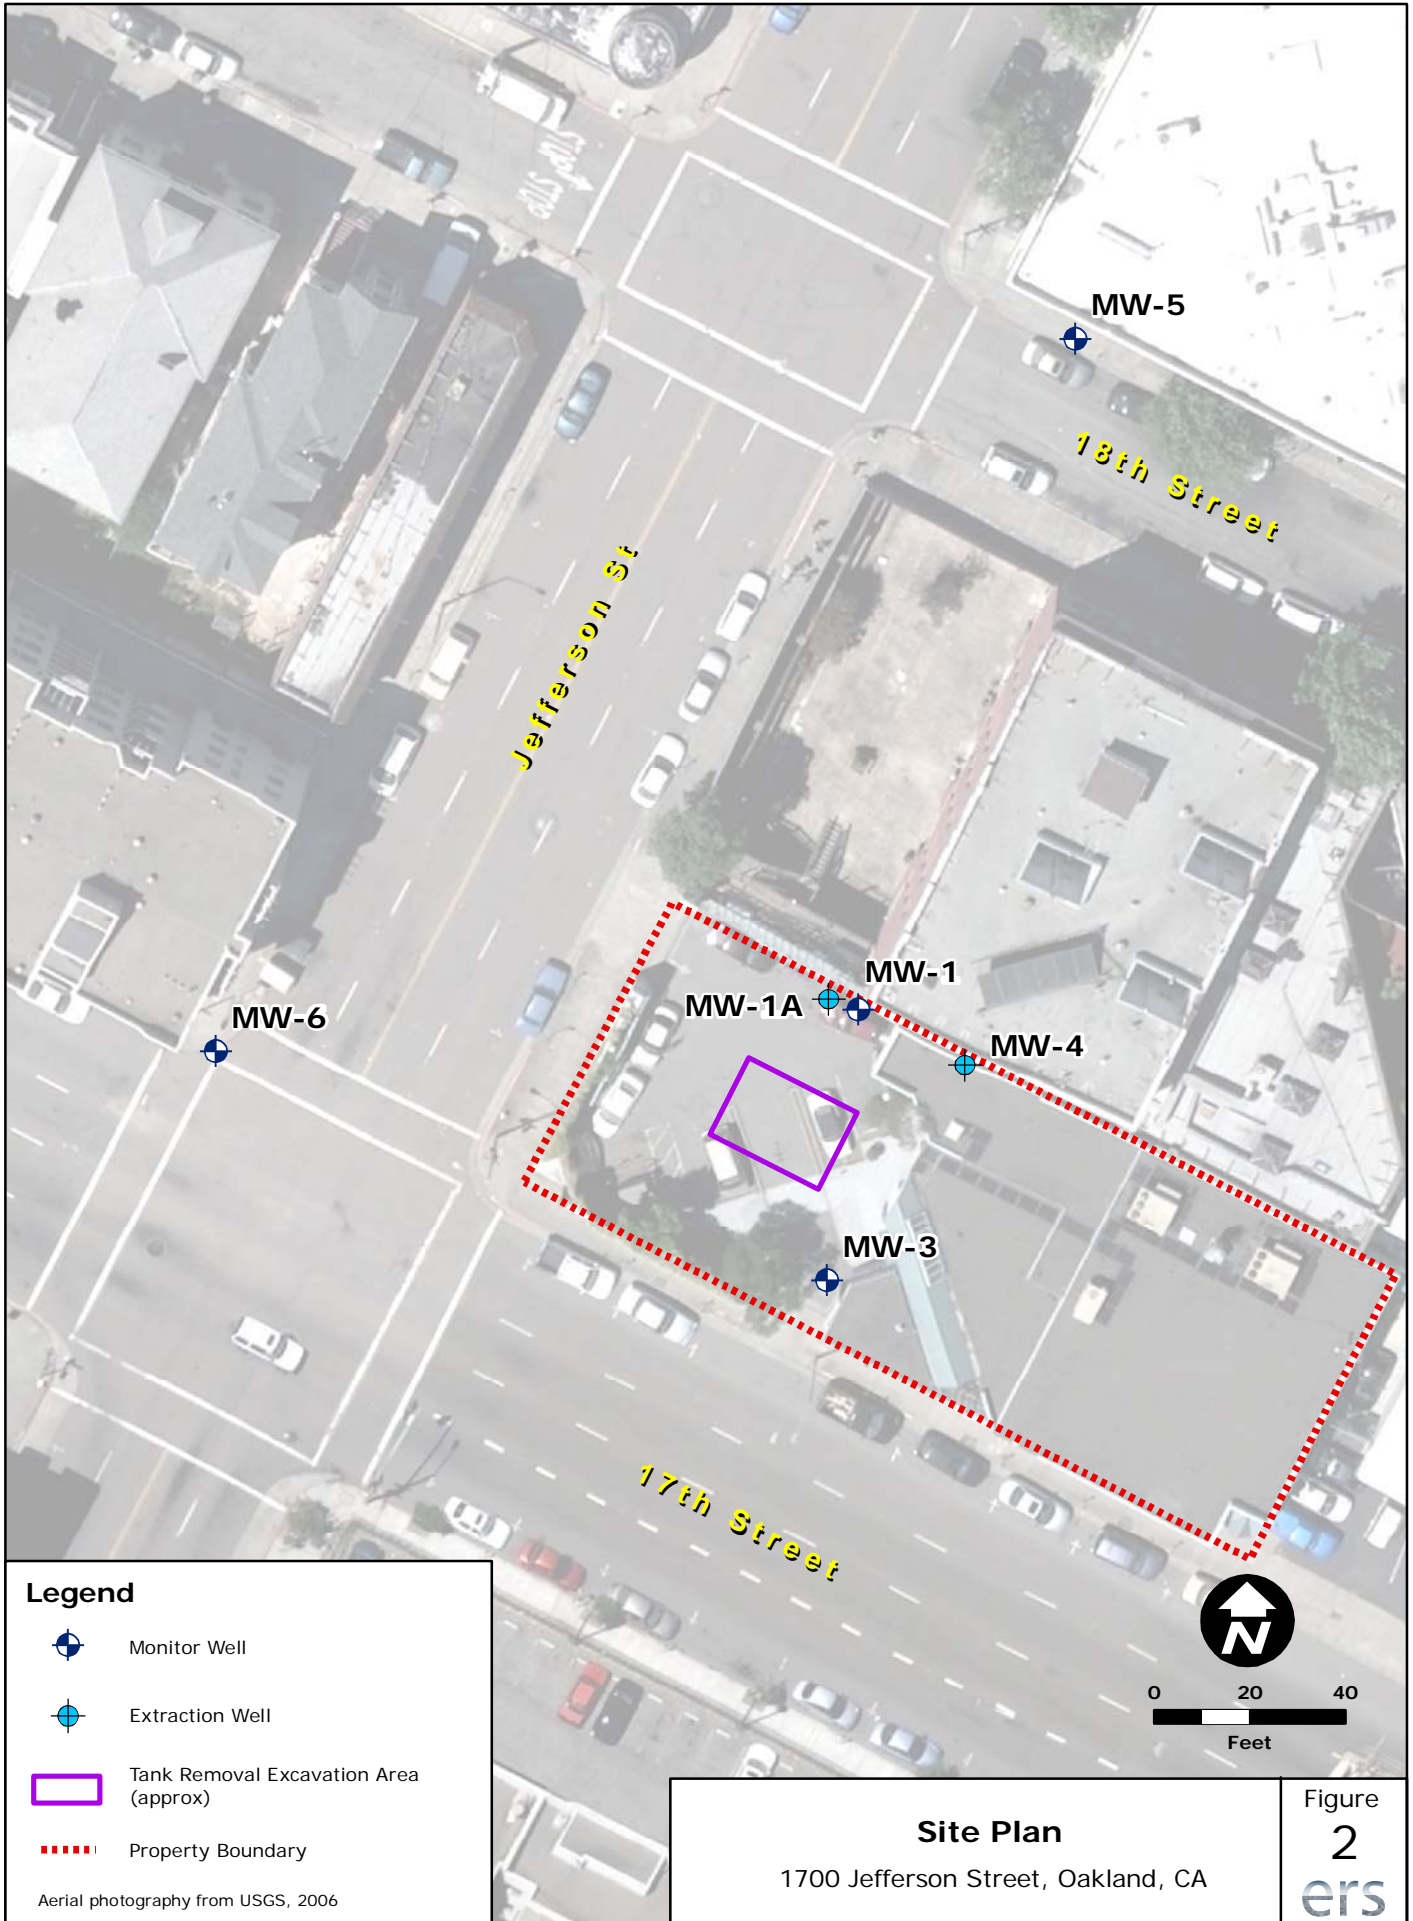 STOP STOP
MW-5
18th Street
Jefferson St
MW-1
MW-1A
MW-6
MW-4
MW-3
17th Street
N
0 20 40
Feet
Legend
Monitor Well
Extraction Well
Tank Removal Excavation Area
(approx)
Property Boundary
Aerial photography from USGS, 2006
Site Plan
1700 Jefferson Street, Oakland, CA
Figure
2
ers